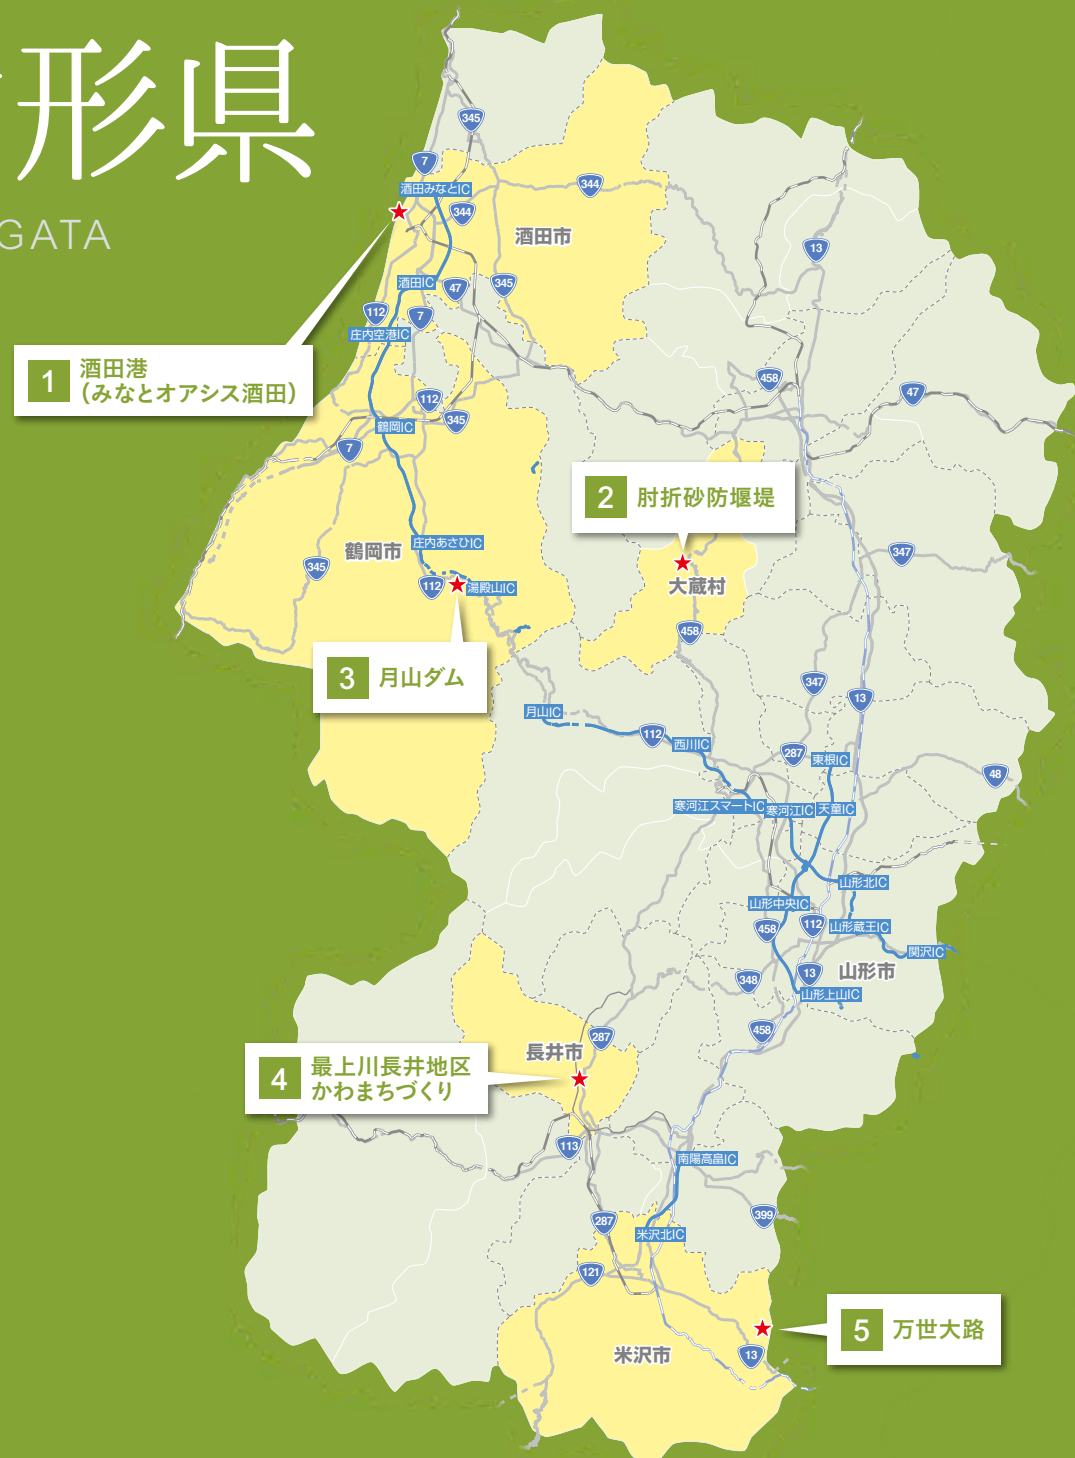 形県
GATA
345
7
酒田みなとIC
344
344
酒田市
13
酒田IC
47
345
112
7
庄内空港IC
1 酒田港
（みなとオアシス酒田）
458
47
112
345
鶴岡IC
7
2 肘折砂防堰堤
庄内あさひIC
鶴岡市
347
345
112
湯殿山IC
大蔵村
458
3 月山ダム
347
13
月山IC
112
西川IC
287
東根IC
48
寒河江スマートIC
寒河江IC
天童IC
山形北IC
山形中央IC
458
112
山形蔵王IC
関沢IC
348
13
山形市
山形上山IC
458
287
長井市
4 最上川長井地区
かわまちづくり
113
南陽高畠IC
399
287
米沢北IC
121
5 万世大路
米沢市
13